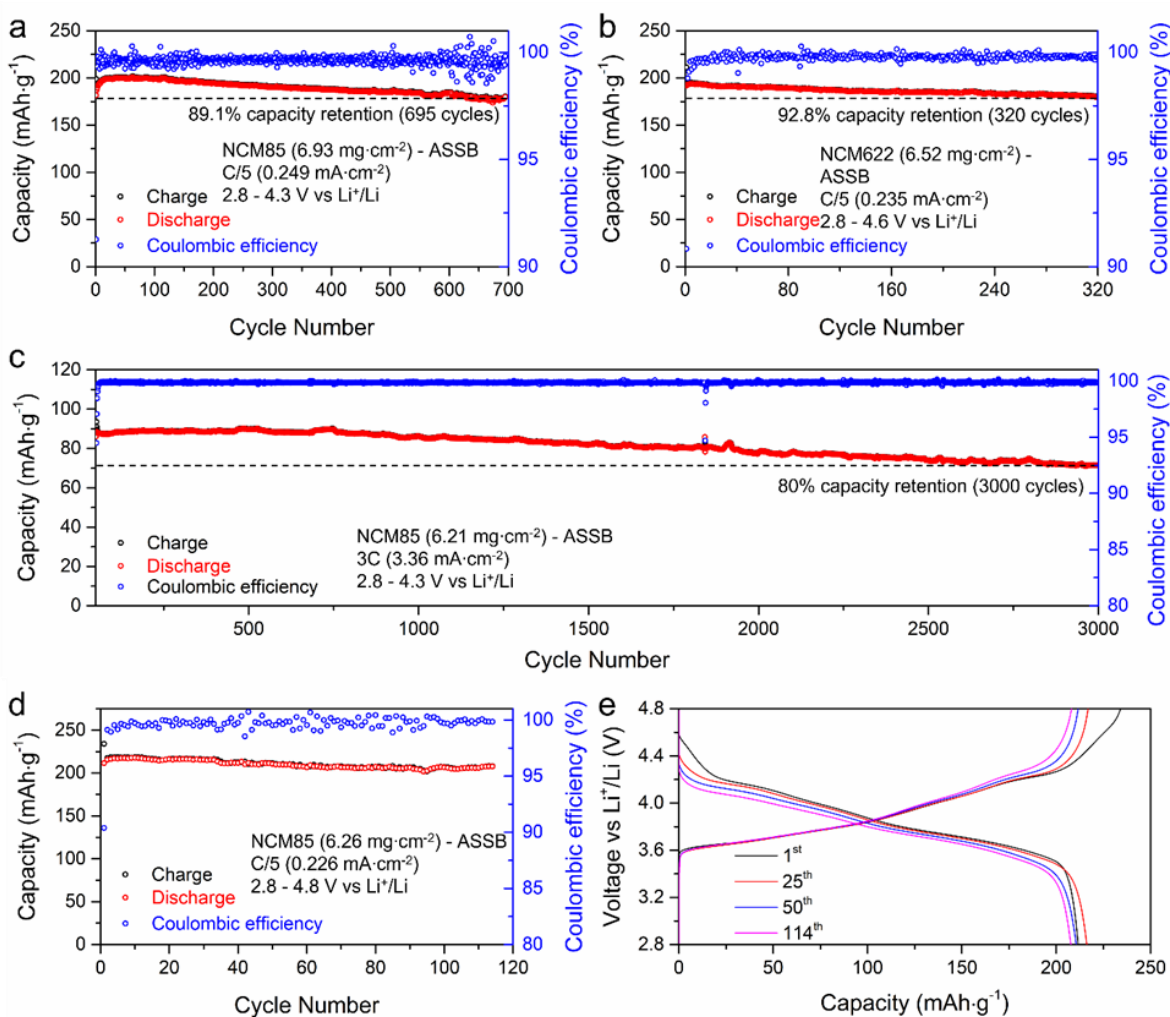 a
Capacity (mAh·g⁻¹)
250
200
150
100
50
0
0 100 200 300 400 500 600 700
Cycle Number
100
95
90
Coulombic efficiency (%)
89.1% capacity retention (695 cycles)
NCM85 (6.93 mg·cm⁻²) - ASSB
C/5 (0.249 mA·cm⁻²)
2.8 - 4.3 V vs Li⁺/Li
Charge
Discharge
Coulombic efficiency
b
Capacity (mAh·g⁻¹)
250
200
150
100
50
0
0 80 160 240 320
Cycle Number
100
95
90
Coulombic efficiency (%)
92.8% capacity retention (320 cycles)
NCM622 (6.52 mg·cm⁻²) -
ASSB
C/5 (0.235 mA·cm⁻²)
2.8 - 4.6 V vs Li⁺/Li
Charge
Discharge
Coulombic efficiency
c
Capacity (mAh·g⁻¹)
120
100
80
60
40
20
0
500 1000 1500 2000 2500 3000
Cycle Number
100
95
90
85
80
Coulombic efficiency (%)
80% capacity retention (3000 cycles)
NCM85 (6.21 mg·cm⁻²) - ASSB
3C (3.36 mA·cm⁻²)
2.8 - 4.3 V vs Li⁺/Li
Charge
Discharge
Coulombic efficiency
d
Capacity (mAh·g⁻¹)
250
200
150
100
50
0
0 20 40 60 80 100 120
Cycle Number
100
95
90
85
80
Coulombic efficiency (%)
NCM85 (6.26 mg·cm⁻²) - ASSB
C/5 (0.226 mA·cm⁻²)
2.8 - 4.8 V vs Li⁺/Li
Charge
Discharge
Coulombic efficiency
e
Voltage vs Li⁺/Li (V)
4.8
4.4
4.0
3.6
3.2
2.8
0 50 100 150 200 250
Capacity (mAh·g⁻¹)
1st
25th
50th
114th